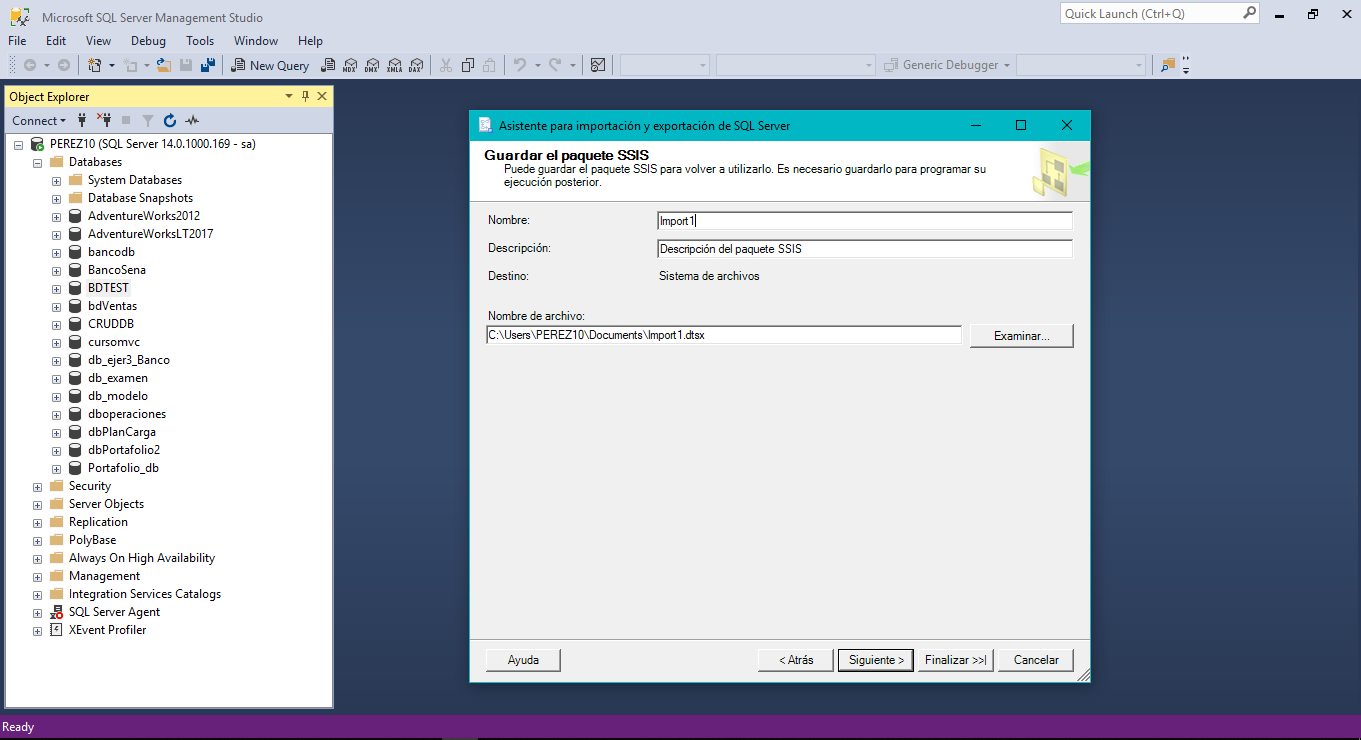 Microsoft SQL Server Management Studio
Quick Launch (Ctrl+Q)
File Edit View Debug Tools Window Help
New Query
MDX DMX XMLA DAX
Generic Debugger
Object Explorer
Connect
PEREZ10 (SQL Server 14.0.1000.169 - sa)
Databases
System Databases
Database Snapshots
AdventureWorks2012
AdventureWorksLT2017
bancodb
BancoSena
BDTEST
bdVentas
CRUDDB
cursomvc
db_ejer3_Banco
db_examen
db_modelo
dboperaciones
dbPlanCarga
dbPortafolio2
Portafolio_db
Security
Server Objects
Replication
PolyBase
Always On High Availability
Management
Integration Services Catalogs
SQL Server Agent
XEvent Profiler
Asistente para importación y exportación de SQL Server
Guardar el paquete SSIS
Puede guardar el paquete SSIS para volver a utilizarlo. Es necesario guardarlo para programar su
ejecución posterior.
Nombre: Import1
Descripción: Descripción del paquete SSIS
Destino: Sistema de archivos
Nombre de archivo:
C:\Users\PEREZ10\Documents\Import1.dtsx Examinar...
Ayuda < Atrás Siguiente > Finalizar >>| Cancelar
Ready